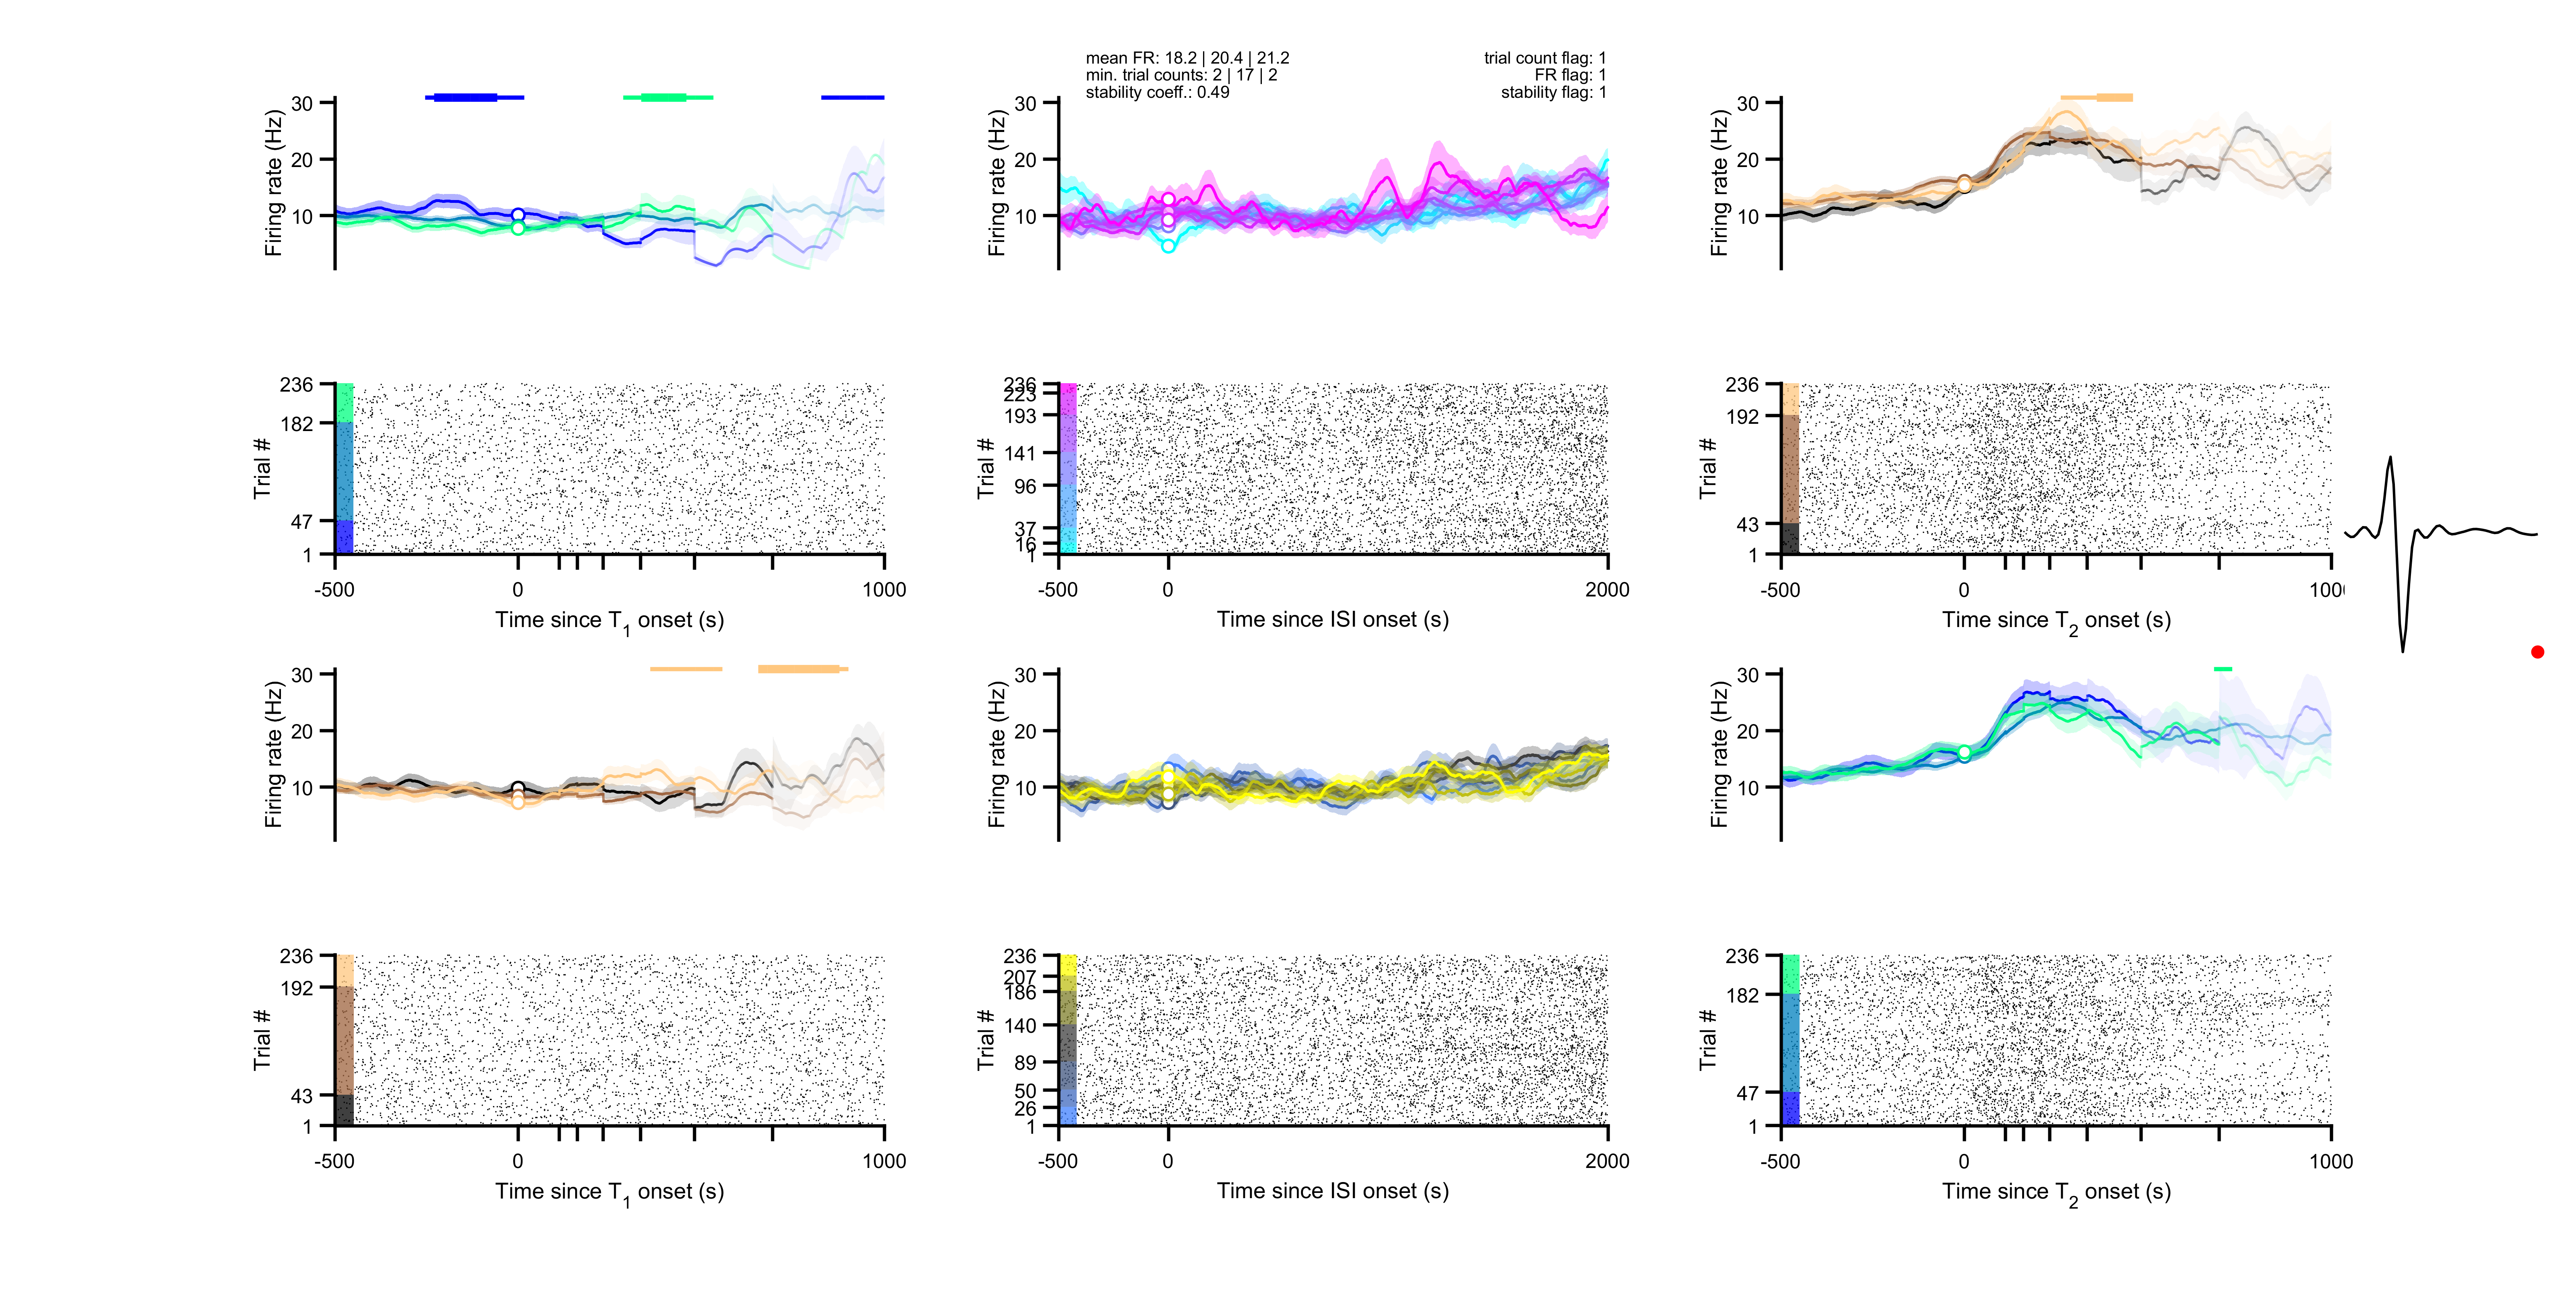 mean FR: 18.2 | 20.4 | 21.2
min. trial counts: 2 | 17 | 2
stability coeff.: 0.49
trial count flag: 1
FR flag: 1
stability flag: 1
30
20
10
Firing rate (Hz)
30
20
10
Firing rate (Hz)
30
20
10
Firing rate (Hz)
236
182
47
1
Trial #
-500
0
1000
Time since T1 onset (s)
236
223
193
141
96
37
16
1
Trial #
-500
0
2000
Time since ISI onset (s)
236
192
43
1
Trial #
-500
0
1000
Time since T2 onset (s)
30
20
10
Firing rate (Hz)
30
20
10
Firing rate (Hz)
30
20
10
Firing rate (Hz)
236
192
43
1
Trial #
-500
0
1000
Time since T1 onset (s)
236
207
186
140
89
50
26
1
Trial #
-500
0
2000
Time since ISI onset (s)
236
182
47
1
Trial #
-500
0
1000
Time since T2 onset (s)